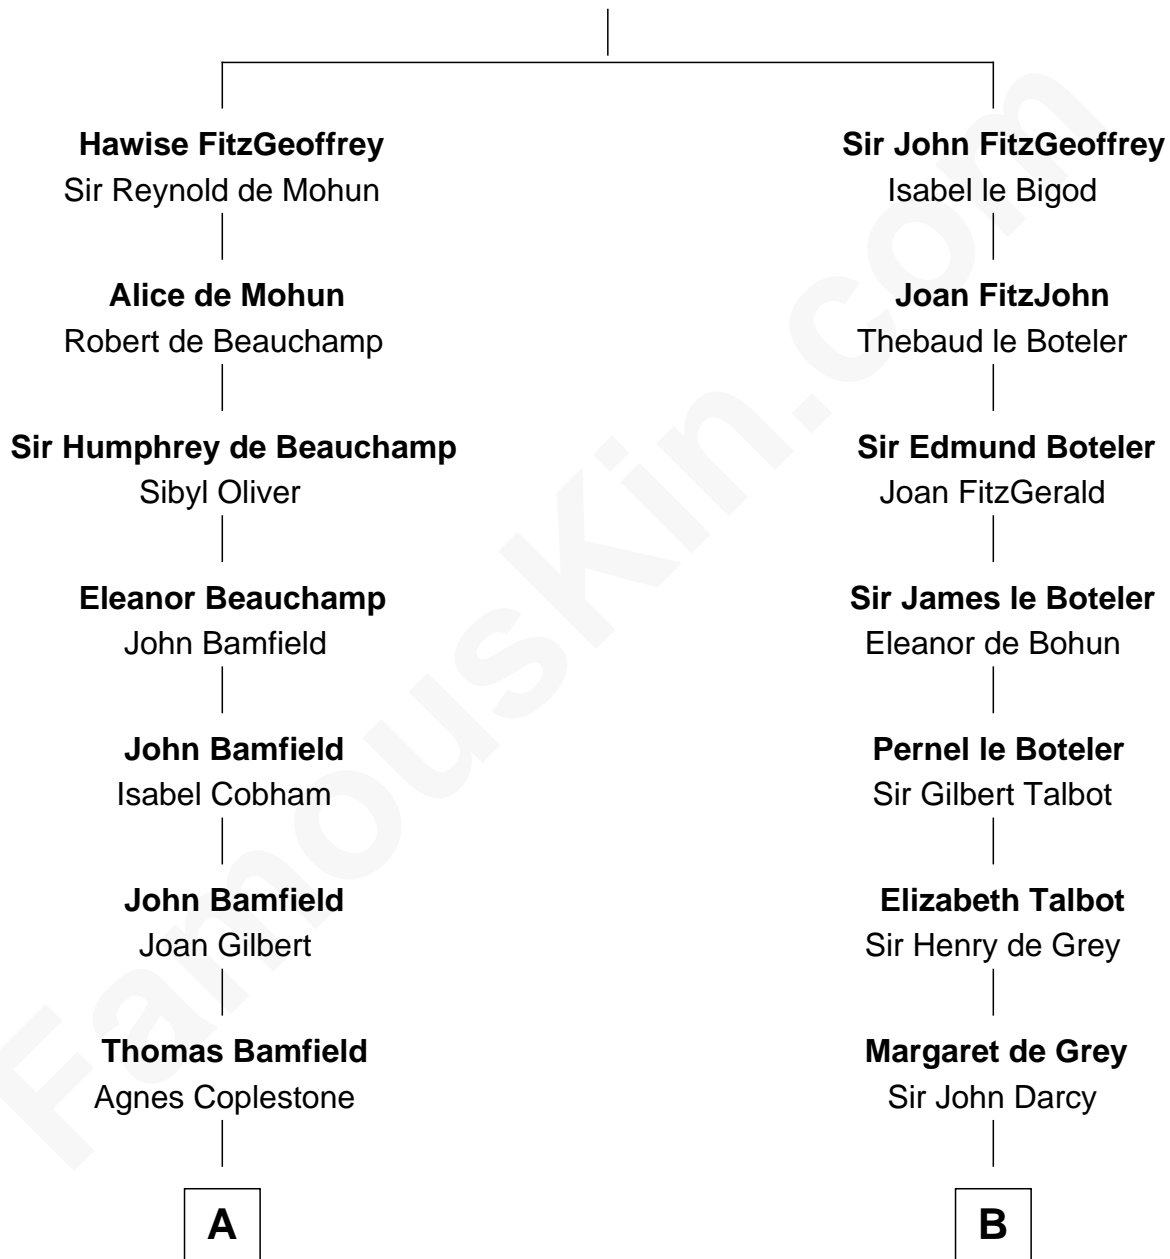 Hawise FitzGeoffrey
Sir Reynold de Mohun
Alice de Mohun
Robert de Beauchamp
Sir Humphrey de Beauchamp
Sibyl Oliver
Eleanor Beauchamp
John Bamfield
John Bamfield
Isabel Cobham
John Bamfield
Joan Gilbert
Thomas Bamfield
Agnes Coplestone
A
Sir John FitzGeoffrey
Isabel le Bigod
Joan FitzJohn
Thebaud le Boteler
Sir Edmund Boteler
Joan FitzGerald
Sir James le Boteler
Eleanor de Bohun
Pernel le Boteler
Sir Gilbert Talbot
Elizabeth Talbot
Sir Henry de Grey
Margaret de Grey
Sir John Darcy
B
FamousKin.com